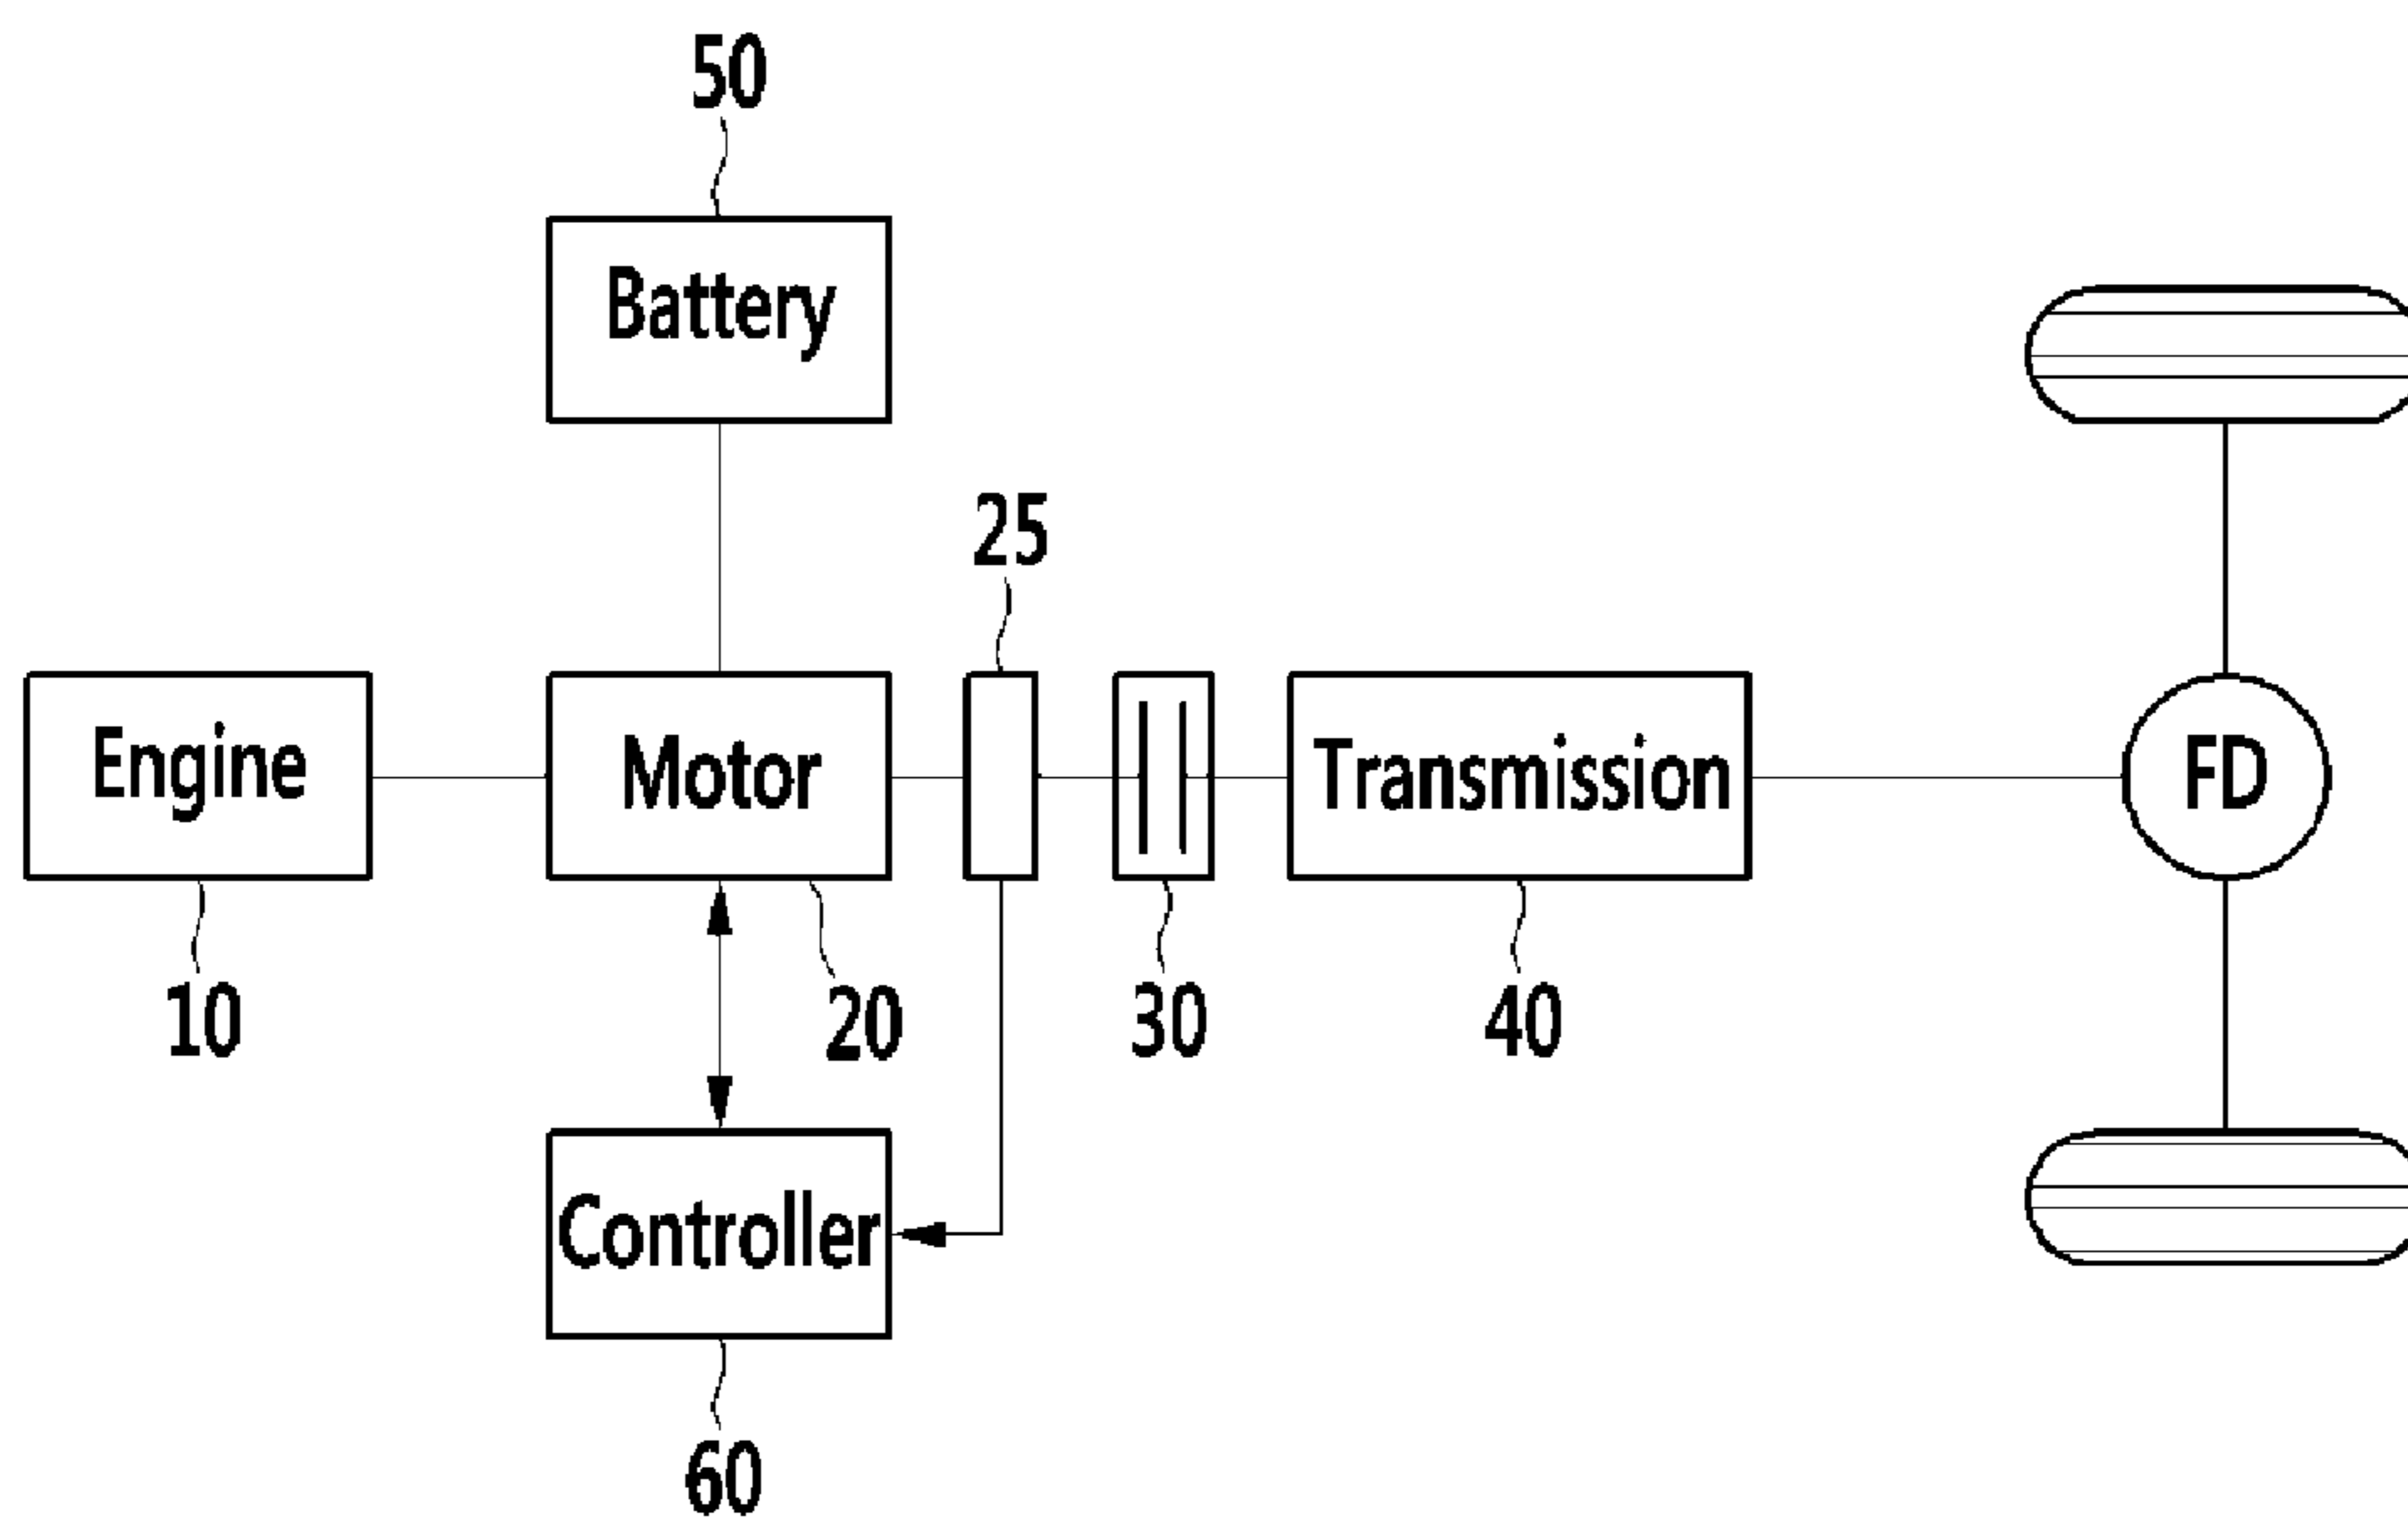 50
Battery
25
Engine
Motor
Transmission
FD
10
20
30
40
Controller
60